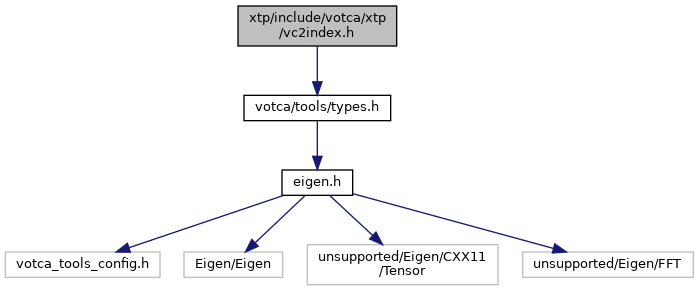 xtp/include/votca/xtp
/vc2index.h
votca/tools/types.h
eigen.h
votca_tools_config.h
Eigen/Eigen
unsupported/Eigen/CXX11
/Tensor
unsupported/Eigen/FFT